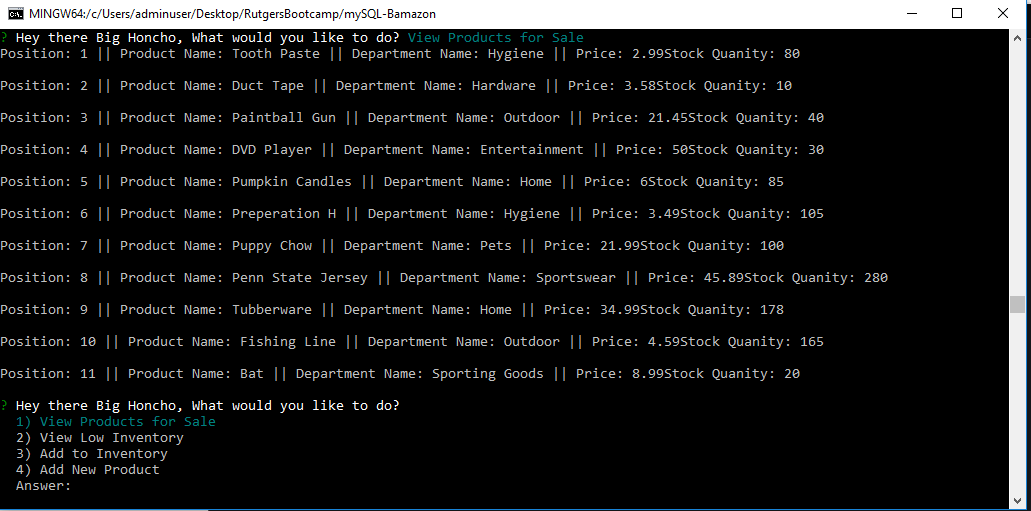 MINGW64:/c/Users/adminuser/Desktop/RutgersBootcamp/mySQL-Bamazon
? Hey there Big Honcho, What would you like to do? View Products for Sale
Position: 1 || Product Name: Tooth Paste || Department Name: Hygiene || Price: 2.99Stock Quanity: 80
Position: 2 || Product Name: Duct Tape || Department Name: Hardware || Price: 3.58Stock Quanity: 10
Position: 3 || Product Name: Paintball Gun || Department Name: Outdoor || Price: 21.45Stock Quanity: 40
Position: 4 || Product Name: DVD Player || Department Name: Entertainment || Price: 50Stock Quanity: 30
Position: 5 || Product Name: Pumpkin Candles || Department Name: Home || Price: 6Stock Quanity: 85
Position: 6 || Product Name: Preperation H || Department Name: Hygiene || Price: 3.49Stock Quanity: 105
Position: 7 || Product Name: Puppy Chow || Department Name: Pets || Price: 21.99Stock Quanity: 100
Position: 8 || Product Name: Penn State Jersey || Department Name: Sportswear || Price: 45.89Stock Quanity: 280
Position: 9 || Product Name: Tubberware || Department Name: Home || Price: 34.99Stock Quanity: 178
Position: 10 || Product Name: Fishing Line || Department Name: Outdoor || Price: 4.59Stock Quanity: 165
Position: 11 || Product Name: Bat || Department Name: Sporting Goods || Price: 8.99Stock Quanity: 20
? Hey there Big Honcho, What would you like to do?
1) View Products for Sale
2) View Low Inventory
3) Add to Inventory
4) Add New Product
Answer: